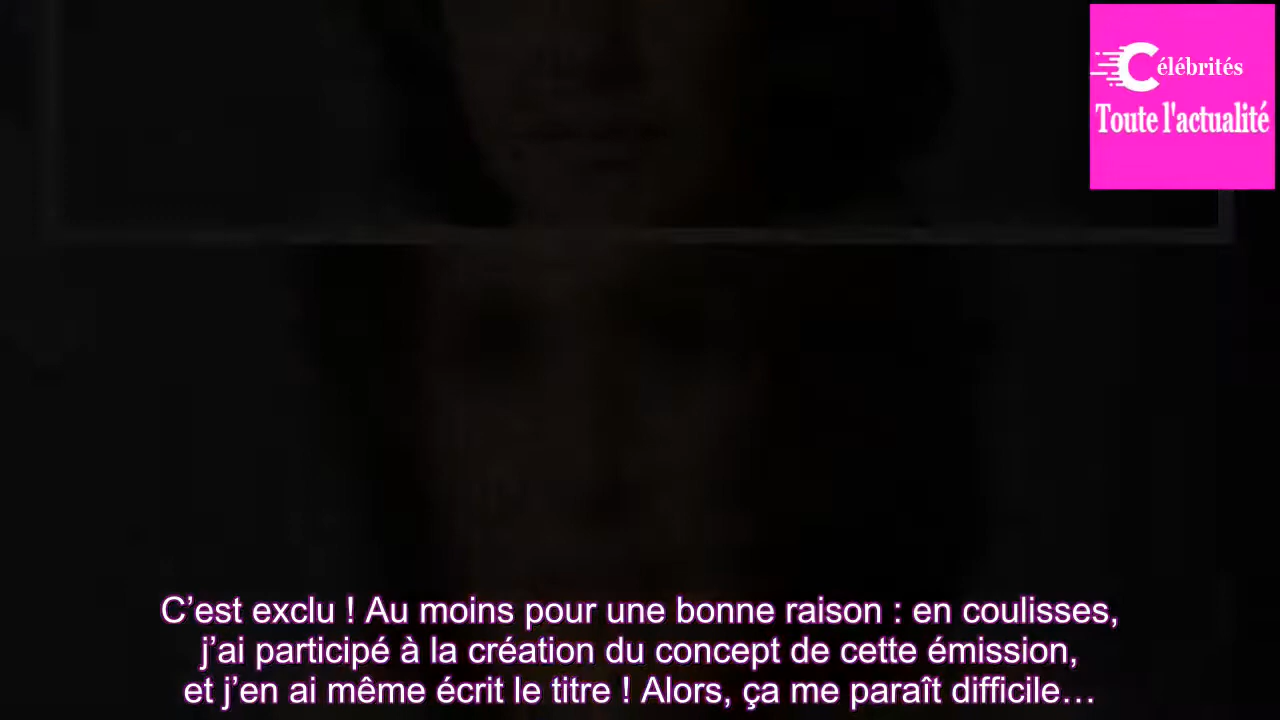 Célébrités
Toute l'actualité
C’est exclu ! Au moins pour une bonne raison : en coulisses,
j’ai participé à la création du concept de cette émission,
et j’en ai même écrit le titre ! Alors, ça me paraît difficile…